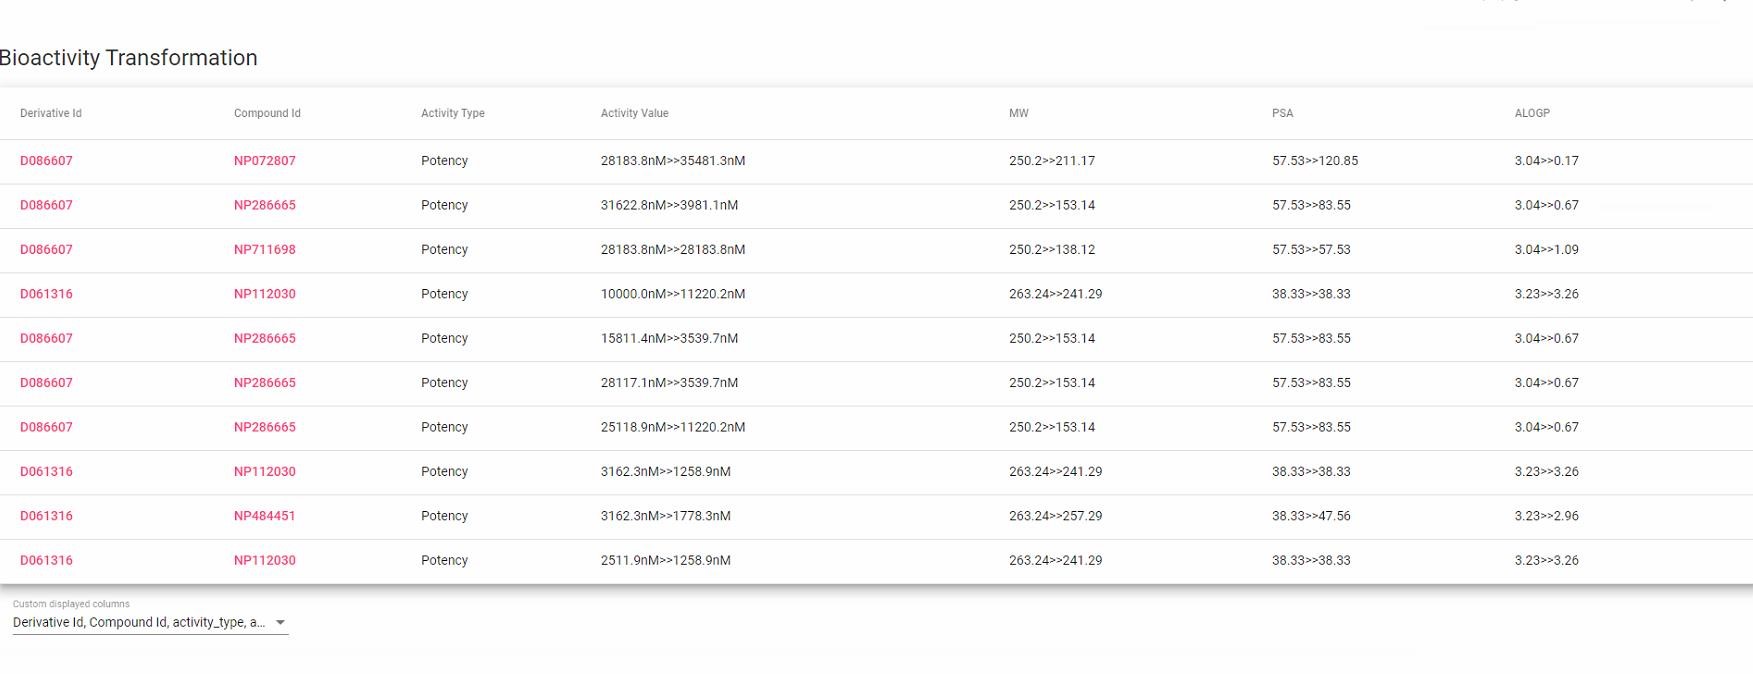 Bioactivity Transformation
Derivative Id Compound Id Activity Type Activity Value MW PSA ALOGP
D086607 NP072807 Potency 28183.8nM>>35481.3nM 250.2>>211.17 57.53>>120.85 3.04>>0.17
D086607 NP286665 Potency 31622.8nM>>3981.1nM 250.2>>153.14 57.53>>83.55 3.04>>0.67
D086607 NP711698 Potency 28183.8nM>>28183.8nM 250.2>>138.12 57.53>>57.53 3.04>>1.09
D061316 NP112030 Potency 10000.0nM>>11220.2nM 263.24>>241.29 38.33>>38.33 3.23>>3.26
D086607 NP286665 Potency 15811.4nM>>3539.7nM 250.2>>153.14 57.53>>83.55 3.04>>0.67
D086607 NP286665 Potency 28117.1nM>>3539.7nM 250.2>>153.14 57.53>>83.55 3.04>>0.67
D086607 NP286665 Potency 25118.9nM>>11220.2nM 250.2>>153.14 57.53>>83.55 3.04>>0.67
D061316 NP112030 Potency 3162.3nM>>1258.9nM 263.24>>241.29 38.33>>38.33 3.23>>3.26
D061316 NP484451 Potency 3162.3nM>>1778.3nM 263.24>>257.29 38.33>>47.56 3.23>>2.96
D061316 NP112030 Potency 2511.9nM>>1258.9nM 263.24>>241.29 38.33>>38.33 3.23>>3.26
Custom displayed columns
Derivative Id, Compound Id, activity_type, a...